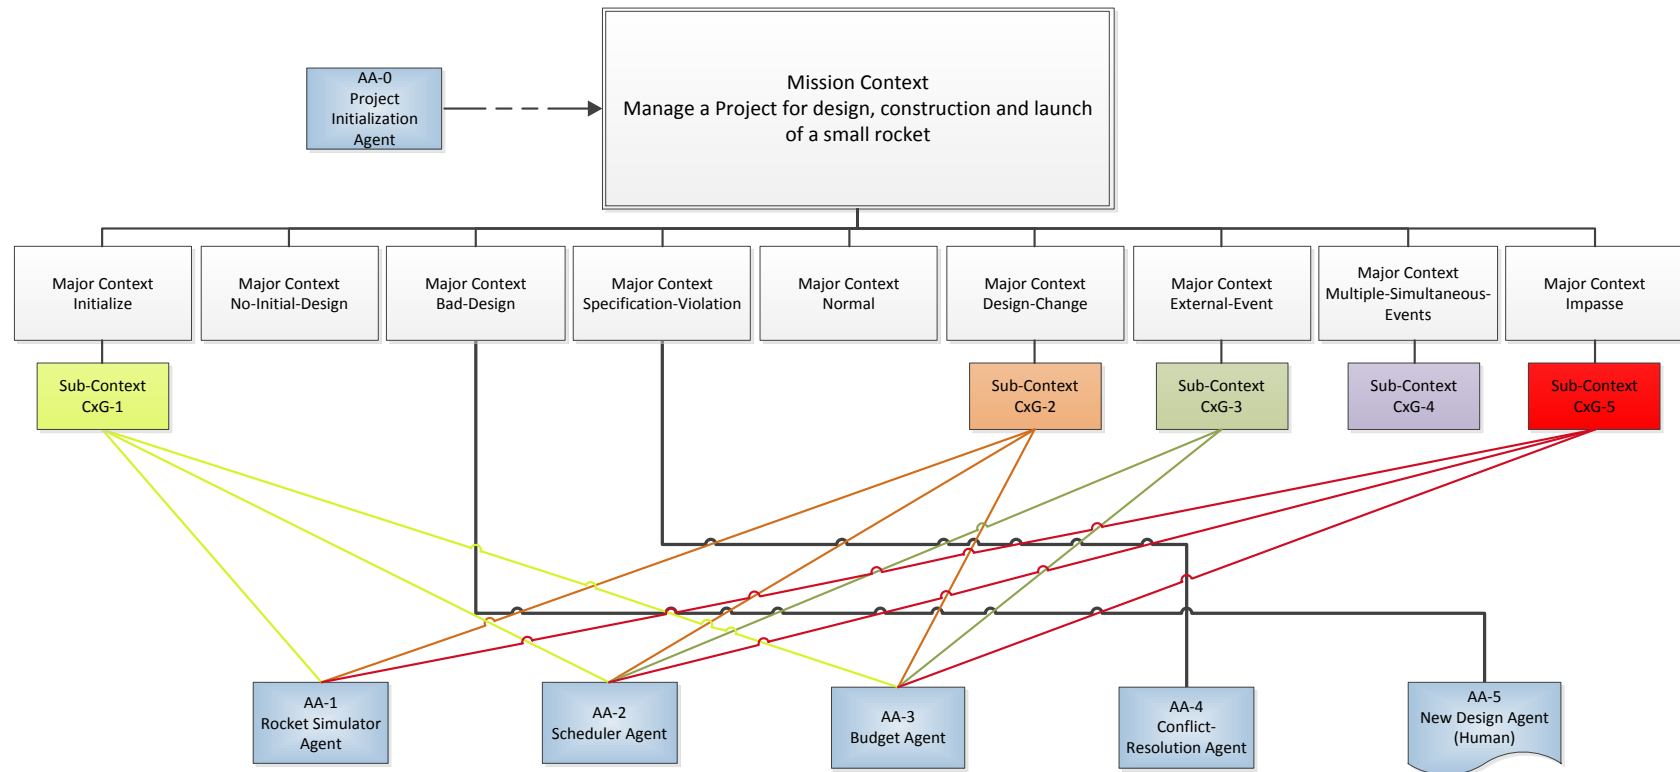 AA-0
Project
Initialization
Agent
Mission Context
Manage a Project for design, construction and launch
of a small rocket
Major Context
Initialize
Major Context
No-Initial-Design
Major Context
Bad-Design
Major Context
Specification-Violation
Major Context
Normal
Major Context
Design-Change
Major Context
External-Event
Major Context
Multiple-Simultaneous-
Events
Major Context
Impasse
Sub-Context
CxG-1
Sub-Context
CxG-2
Sub-Context
CxG-3
Sub-Context
CxG-4
Sub-Context
CxG-5
AA-1
Rocket Simulator
Agent
AA-2
Scheduler Agent
AA-3
Budget Agent
AA-4
Conflict-
Resolution Agent
AA-5
New Design Agent
(Human)